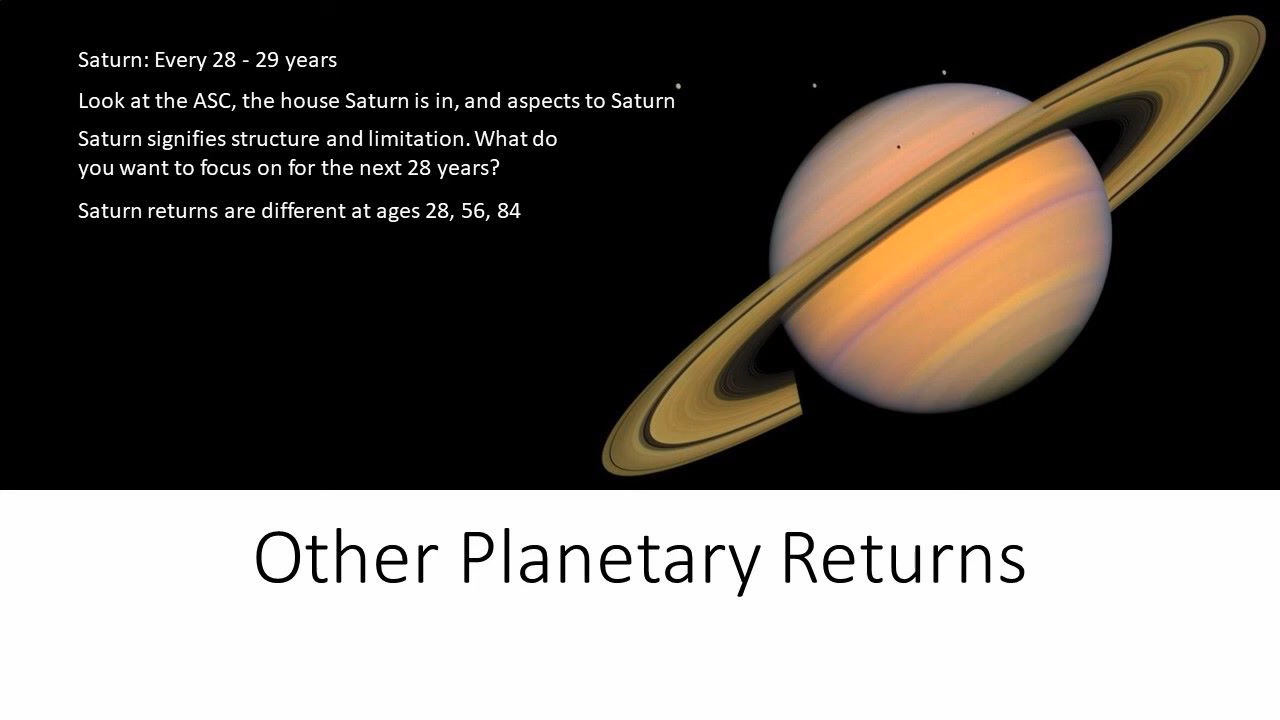 Saturn: Every 28 - 29 years
Look at the ASC, the house Saturn is in, and aspects to Saturn
Saturn signifies structure and limitation. What do
you want to focus on for the next 28 years?
Saturn returns are different at ages 28, 56, 84
Other Planetary Returns